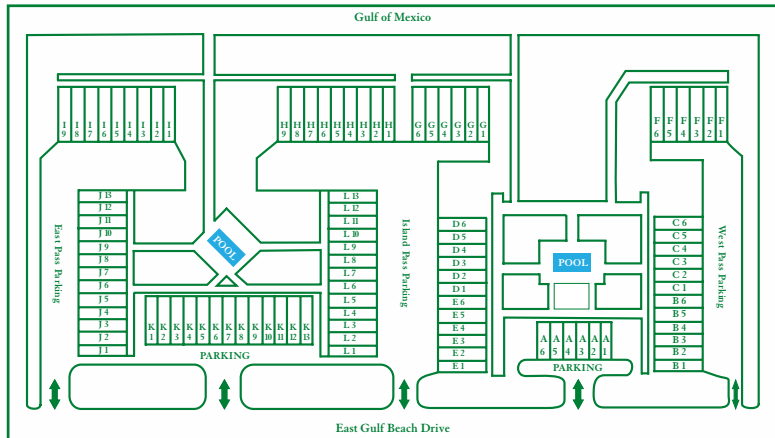 Gulf of Mexico
I 9 I 8 I 7 I 6 I 5 I 4 I 3 I 2 I 1
H 9 H 8 H 7 H 6 H 5 H 4 H 3 H 2 H 1
G 6 G 5 G 4 G 3 G 2 G 1
F 6 F 5 F 4 F 3 F 2 F 1
J 13
J 12
J 11
J 10
J 9
J 8
J 7
J 6
J 5
J 4
J 3
J 2
J 1
L 13
L 12
L 11
L 10
L 9
L 8
L 7
L 6
L 5
L 4
L 3
L 2
L 1
D 6
D 5
D 4
D 3
D 2
D 1
E 6
E 5
E 4
E 3
E 2
E 1
C 6
C 5
C 4
C 3
C 2
C 1
B 6
B 5
B 4
B 3
B 2
B 1
East Pass Parking
POOL
Island Pass Parking
POOL
West Pass Parking
K 1 K 2 K 3 K 4 K 5 K 6 K 7 K 8 K 9 K 10 K 11 K 12 K 13
PARKING
A 6 A 5 A 4 A 3 A 2 A 1
PARKING
East Gulf Beach Drive